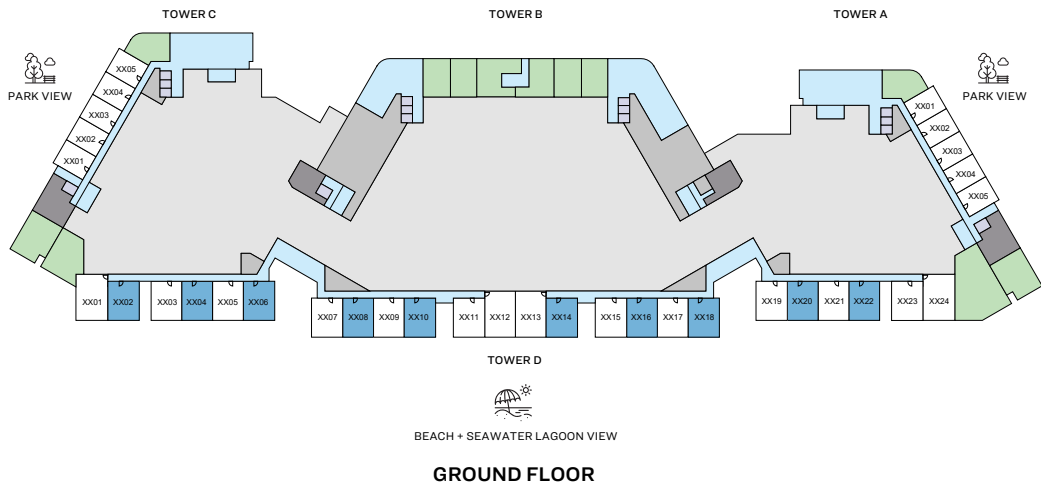 TOWER C
TOWER B
TOWER A
PARK VIEW
PARK VIEW
XX05
XX04
XX03
XX02
XX01
XX01
XX02
XX03
XX04
XX05
XX01
XX02
XX03
XX04
XX05
XX06
XX07
XX08
XX09
XX10
XX11
XX12
XX13
XX14
XX15
XX16
XX17
XX18
XX19
XX20
XX21
XX22
XX23
XX24
TOWER D
BEACH + SEAWATER LAGOON VIEW
GROUND FLOOR